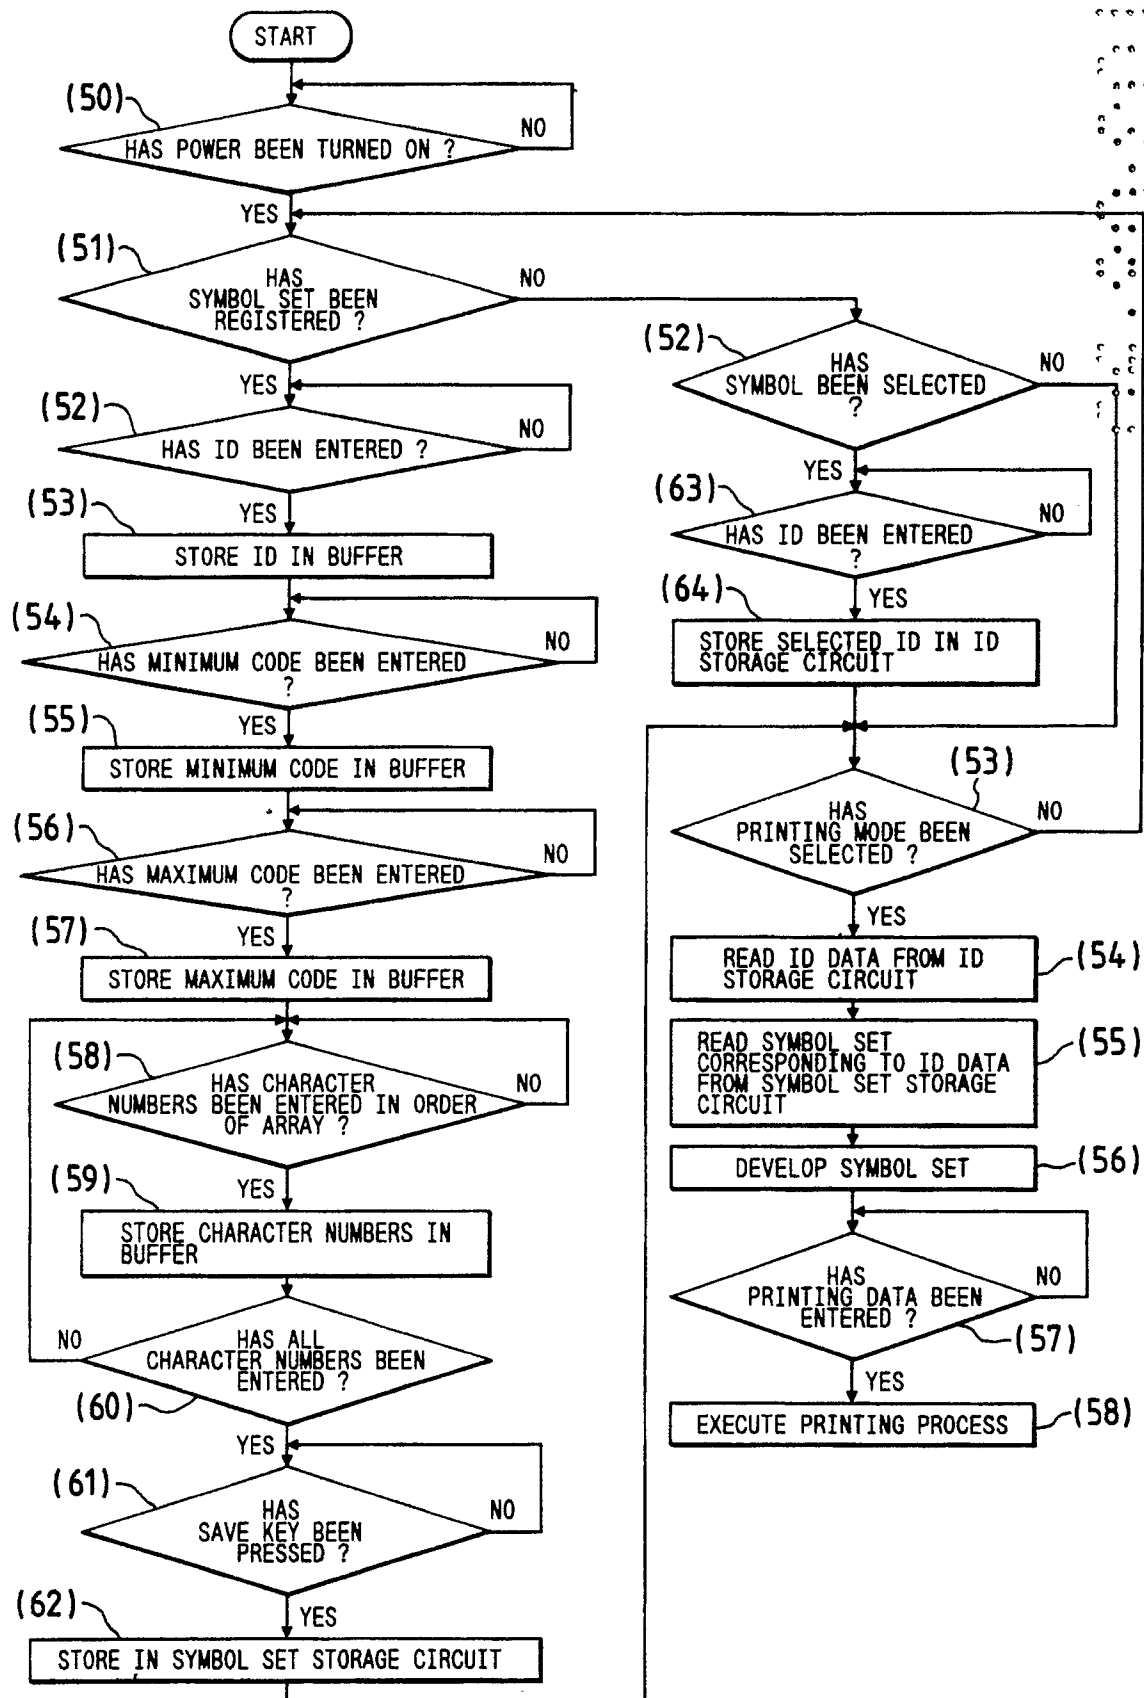 START
(50)
HAS POWER BEEN TURNED ON ?
NO
YES
(51)
HAS
SYMBOL SET BEEN
REGISTERED ?
NO
YES
(52)
HAS ID BEEN ENTERED ?
NO
YES
(53)
STORE ID IN BUFFER
(54)
HAS MINIMUM CODE BEEN ENTERED
?
NO
YES
(55)
STORE MINIMUM CODE IN BUFFER
(56)
HAS MAXIMUM CODE BEEN ENTERED
?
NO
YES
(57)
STORE MAXIMUM CODE IN BUFFER
(58)
HAS CHARACTER
NUMBERS BEEN ENTERED IN ORDER
OF ARRAY ?
NO
YES
(59)
STORE CHARACTER NUMBERS IN
BUFFER
NO
HAS ALL
CHARACTER NUMBERS BEEN
ENTERED ?
(60)
YES
(61)
HAS
SAVE KEY BEEN
PRESSED ?
NO
YES
(62)
STORE IN SYMBOL SET STORAGE CIRCUIT
(52)
HAS
SYMBOL BEEN SELECTED
?
NO
YES
(63)
HAS ID BEEN ENTERED
?
NO
YES
(64)
STORE SELECTED ID IN ID
STORAGE CIRCUIT
(53)
HAS
PRINTING MODE BEEN
SELECTED ?
NO
YES
READ ID DATA FROM ID
STORAGE CIRCUIT
(54)
READ SYMBOL SET
CORRESPONDING TO ID DATA
FROM SYMBOL SET STORAGE
CIRCUIT
(55)
DEVELOP SYMBOL SET
(56)
HAS
PRINTING DATA BEEN
ENTERED ?
NO
(57)
YES
EXECUTE PRINTING PROCESS
(58)